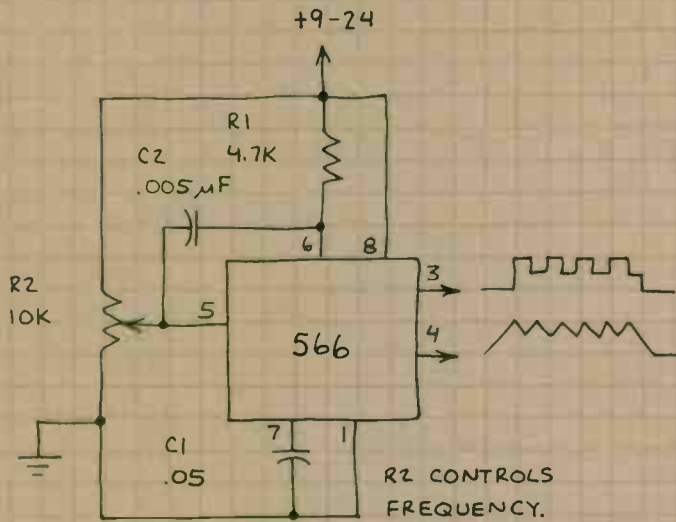 +9-24
R1
4.7K
C2
.005µF
6
8
3
R2
10K
5
566
4
7
1
C1
.05
R2 CONTROLS
FREQUENCY.